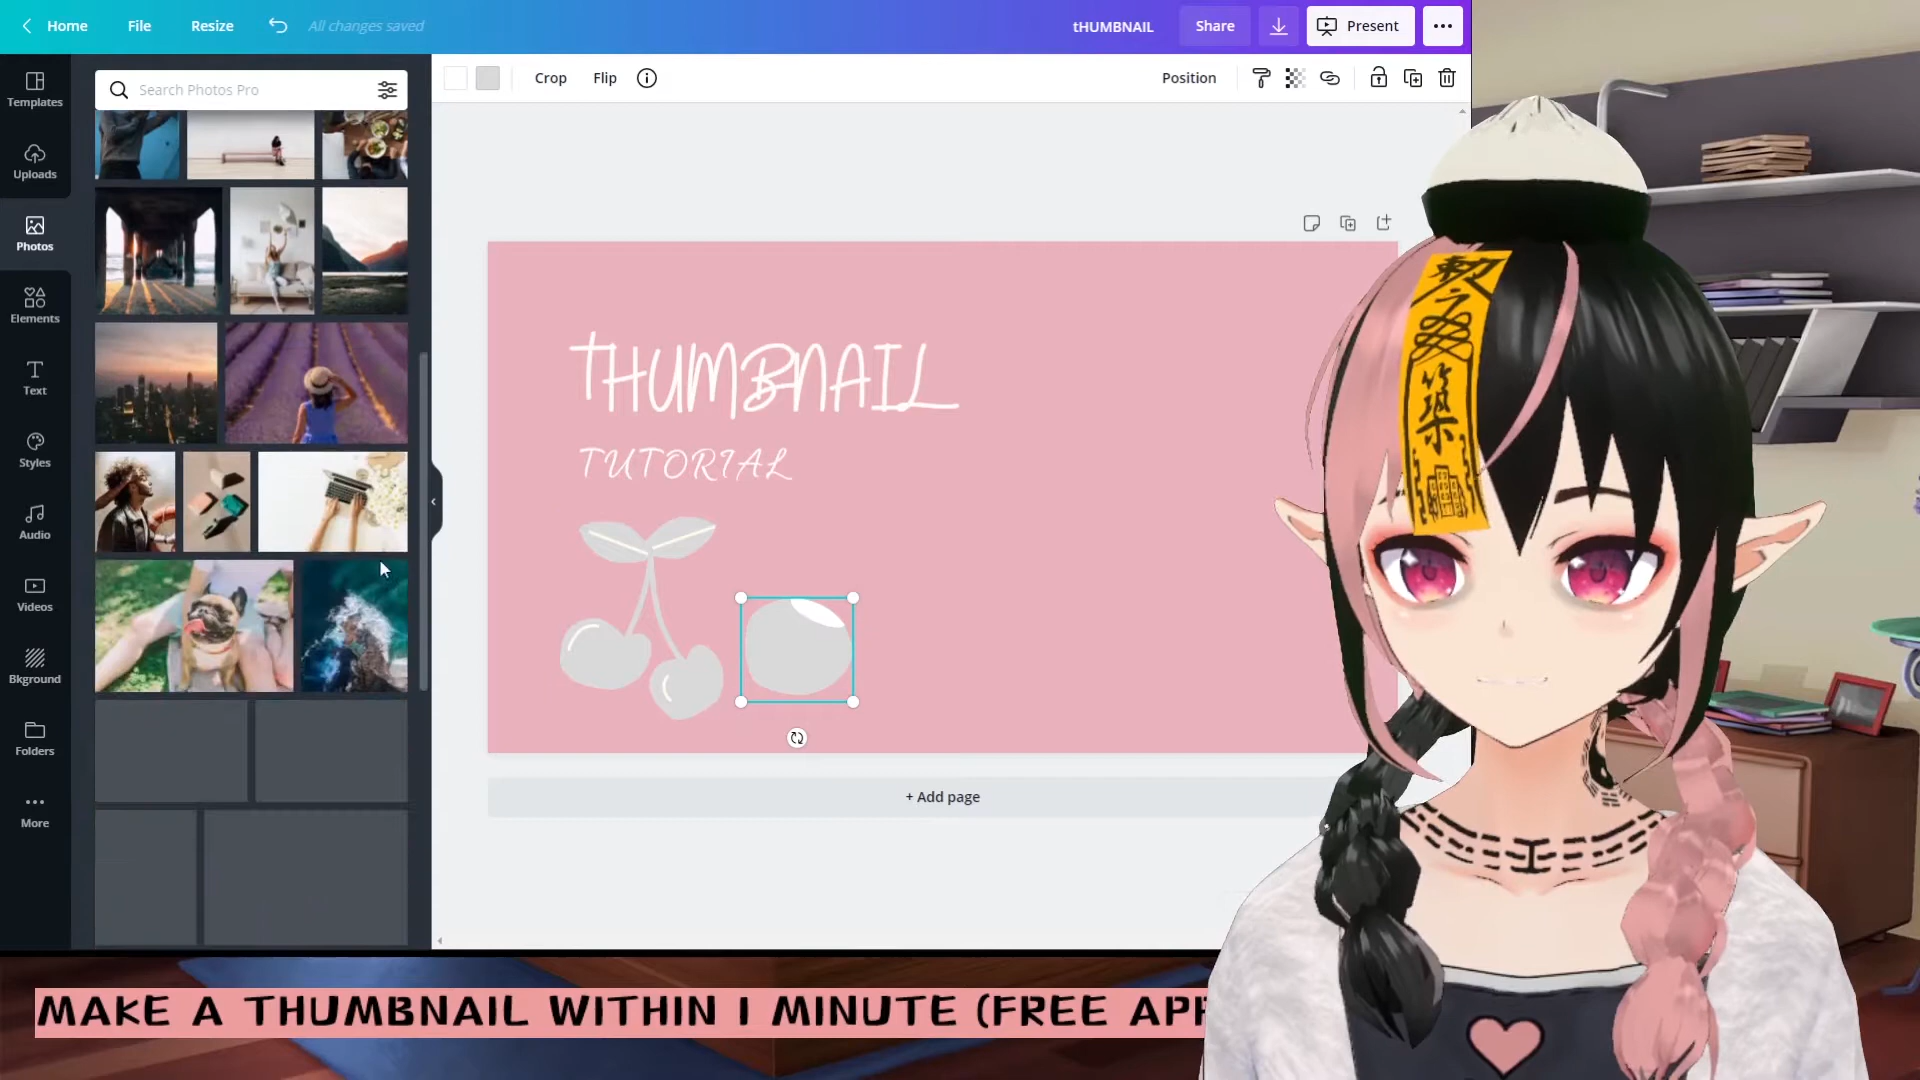 Home File Resize All changes saved tHUMBNAIL Share Present
Templates
Uploads
Photos
Elements
Text
Styles
Audio
Videos
Bkground
Folders
More
Search Photos Pro
Crop Flip Position
tHUMBNAIL
TUTORIAL
+ Add page
MAKE A THUMBNAIL WITHIN 1 MINUTE (FREE APP